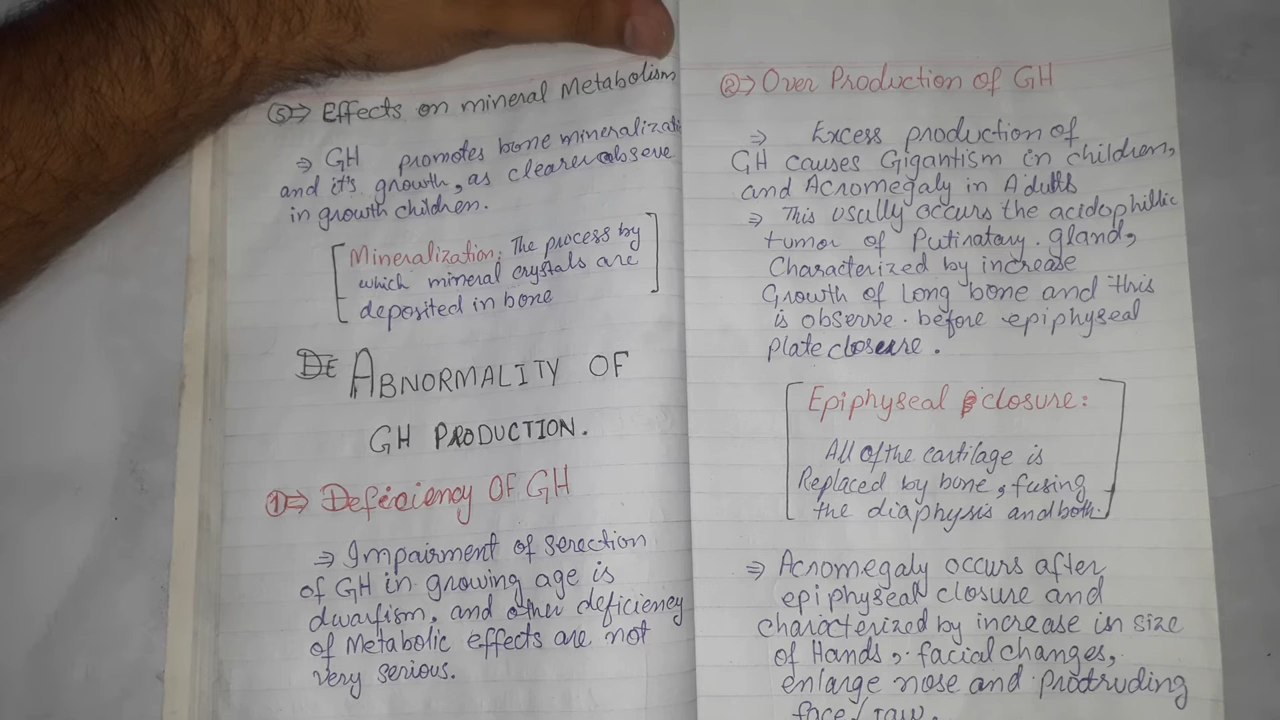 ⑤⇒ Effects on mineral Metabolism
⇒ GH promotes bone mineralizati
and it's growth, as clearer observe
in growth children.
[Mineralization: The process by
which mineral crystals are
deposited in bone]
DE ABNORMALITY OF
GH PRODUCTION.
①⇒ Deficiency OF GH
⇒ Impairment of serection
of GH in growing age is
dwarfism, and other deficiency
of Metabolic effects are not
very serious.
②⇒ Over Production of GH
⇒ Excess production of
GH causes Gigantism in children,
and Acromegaly in Adults
⇒ This usally occurs the acidophillic
tumor of Putinatary gland,
Characterized by increase
Growth of Long bone and this
is observe. before epiphyseal
plate closure.
[Epiphyseal closure:
All of the cartilage is
Replaced by bone, fusing
the diaphysis and both.]
⇒ Acromegaly occurs after
epiphyseal closure and
characterized by increase in size
of Hands, facial changes,
enlarge nose and protruding
face/Jaw.